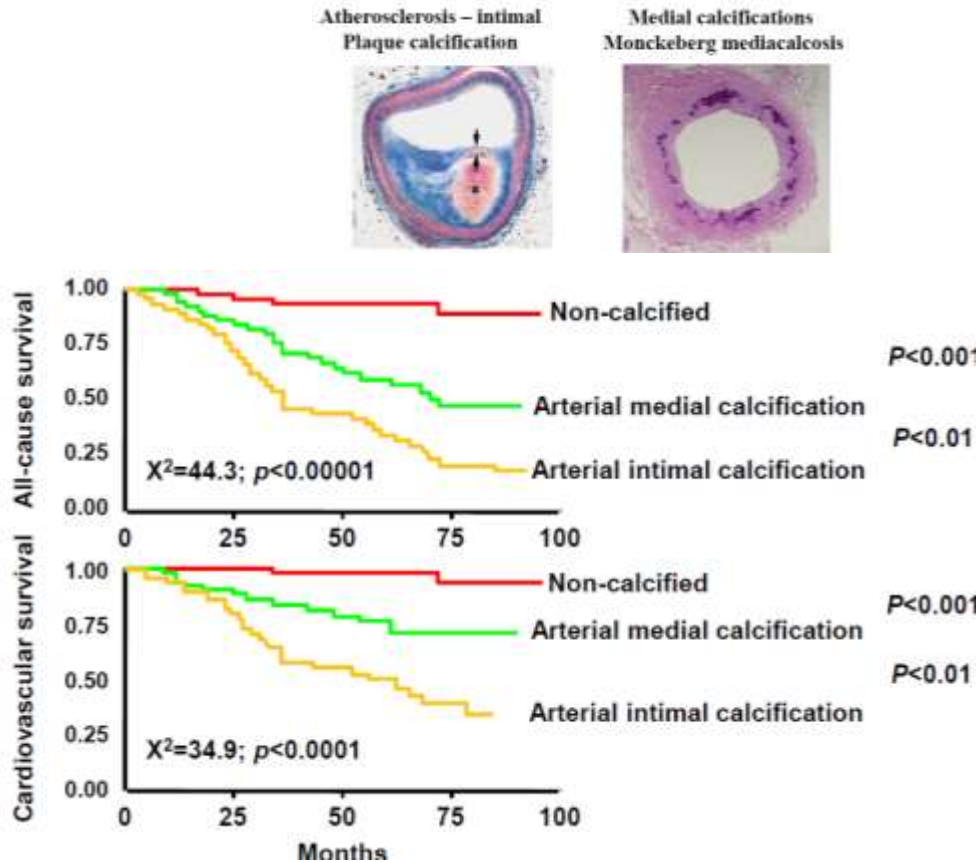 Atherosclerosis – intimal
Plaque calcification
Medial calcifications
Monckeberg mediacalcosis
All-cause survival
1.00
0.75
0.50
0.25
0.00
Non-calcified
Arterial medial calcification
Arterial intimal calcification
P<0.001
P<0.01
X²=44.3; p<0.00001
0 25 50 75 100
Cardiovascular survival
1.00
0.75
0.50
0.25
0.00
Non-calcified
Arterial medial calcification
Arterial intimal calcification
P<0.001
P<0.01
X²=34.9; p<0.0001
0 25 50 75 100
Months